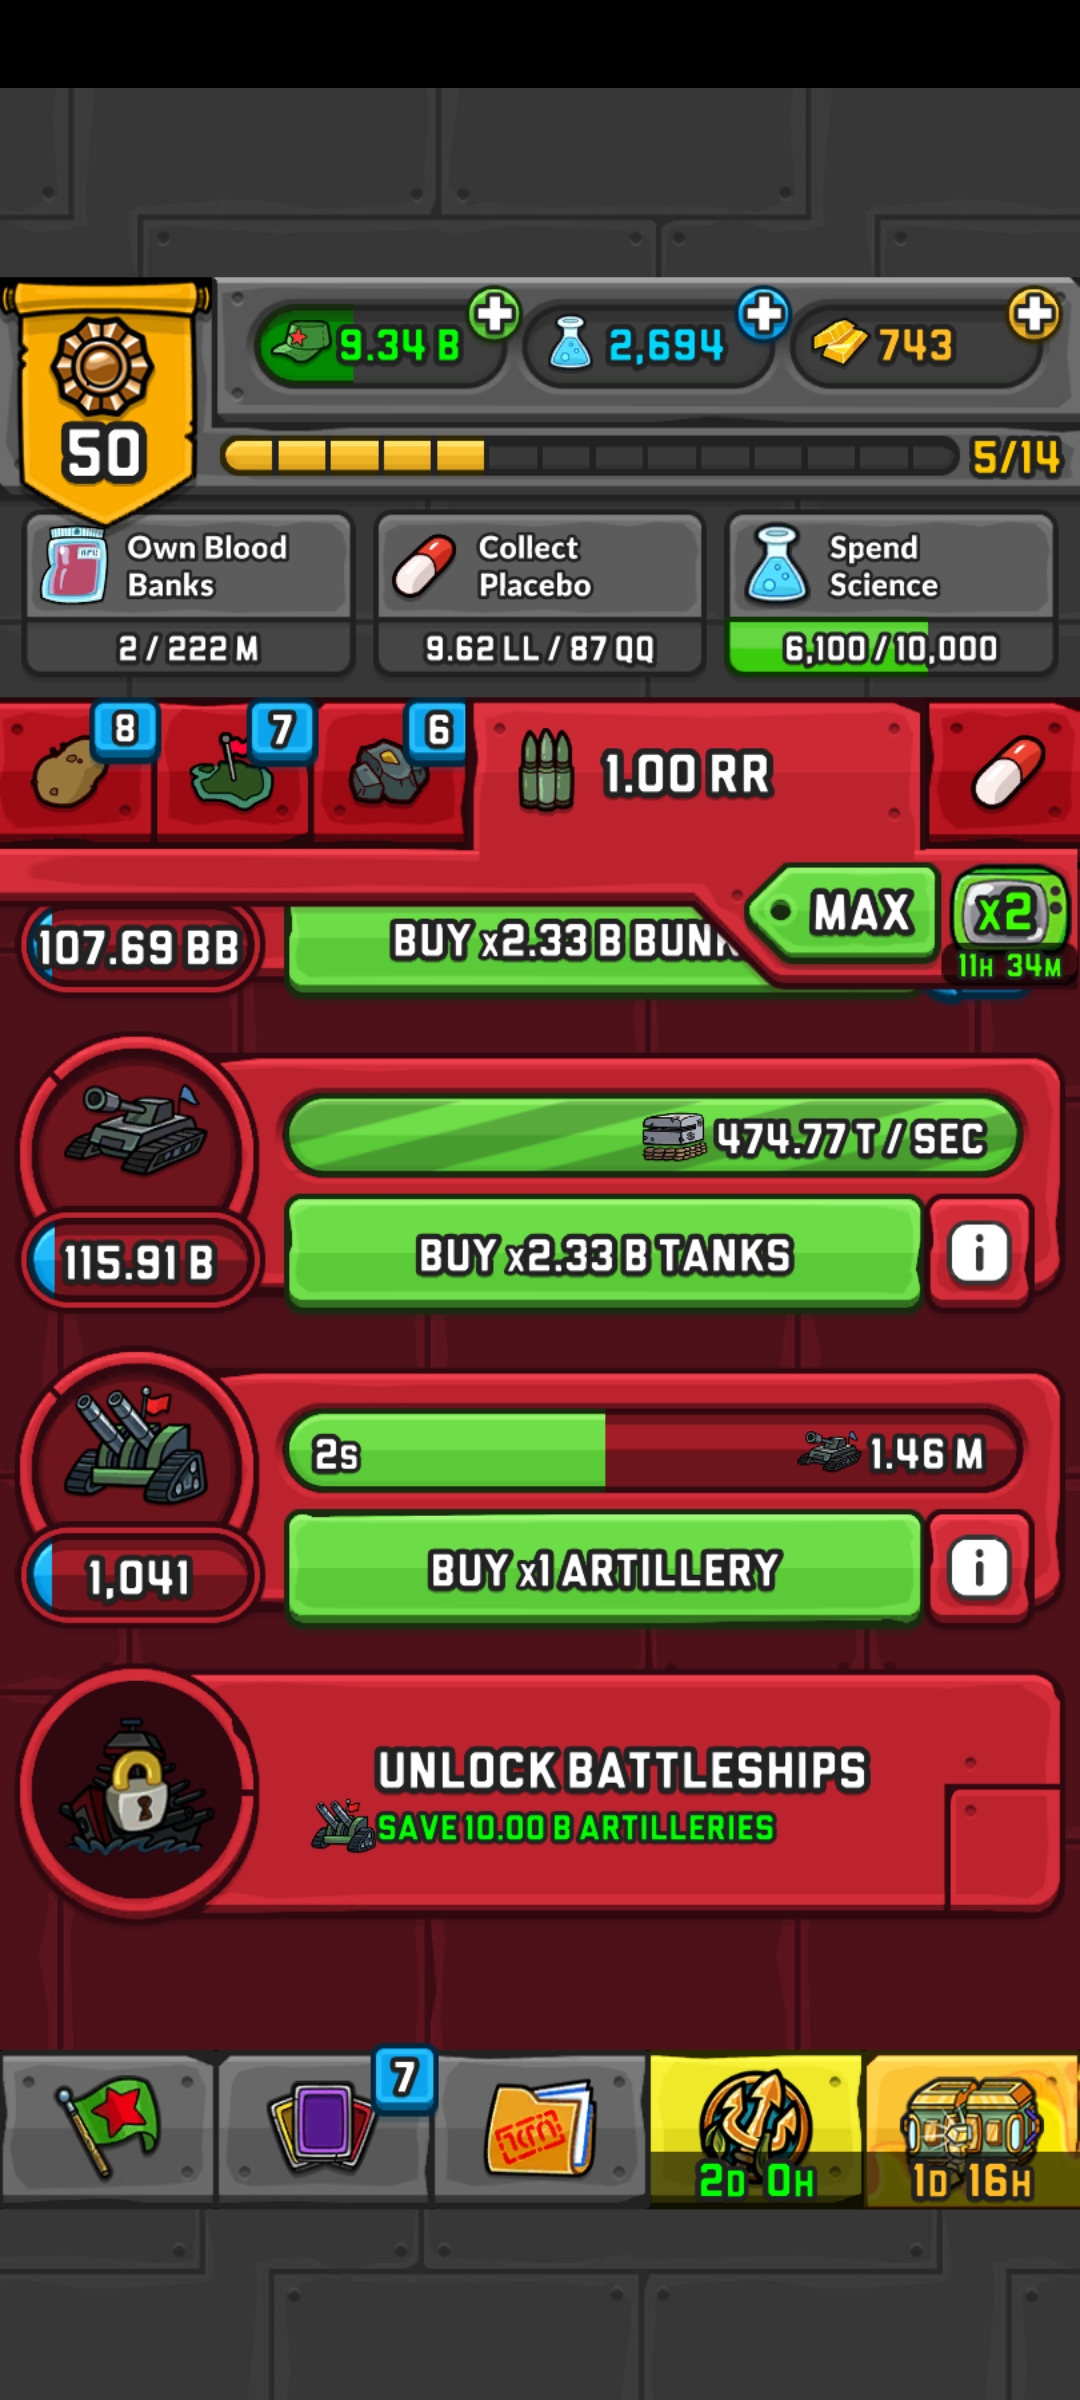 9.34 B
2,694
743
50
5/14
Own Blood
Banks
2 / 222 M
Collect
Placebo
9.62 LL / 87 QQ
Spend
Science
6,100 / 10,000
8
7
6
1.00 RR
MAX
x2
11H 34M
107.69 BB
BUY x2.33 B BUNK
474.77 T / SEC
115.91 B
BUY x2.33 B TANKS
i
2s
1.46 M
1,041
BUY x1 ARTILLERY
i
UNLOCK BATTLESHIPS
SAVE 10.00 B ARTILLERIES
7
2D 0H
1D 16H